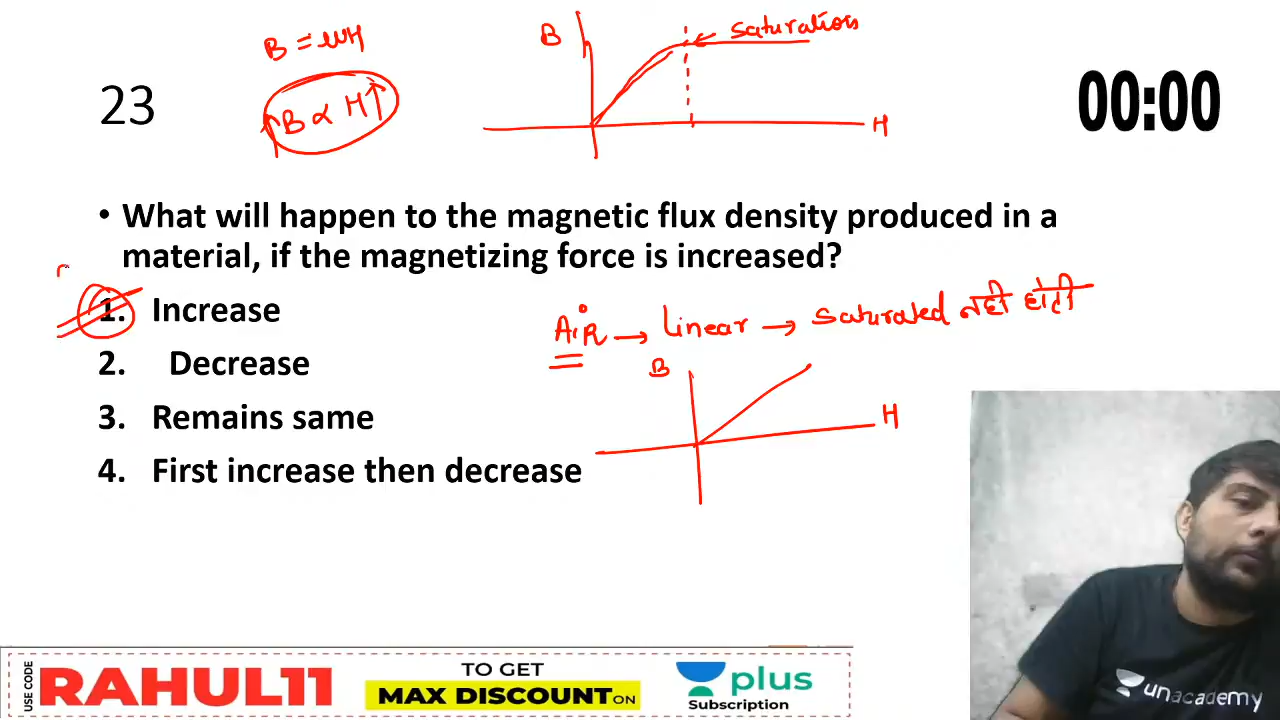 B = μH
B
saturation
23
↑B ∝ H↑
H
00:00
• What will happen to the magnetic flux density produced in a
material, if the magnetizing force is increased?
1. Increase
AIR → Linear → saturated नहीं होती
2. Decrease
B
3. Remains same
H
4. First increase then decrease
USE CODE
RAHUL11
TO GET
MAX DISCOUNT ON
plus
Subscription
unacademy